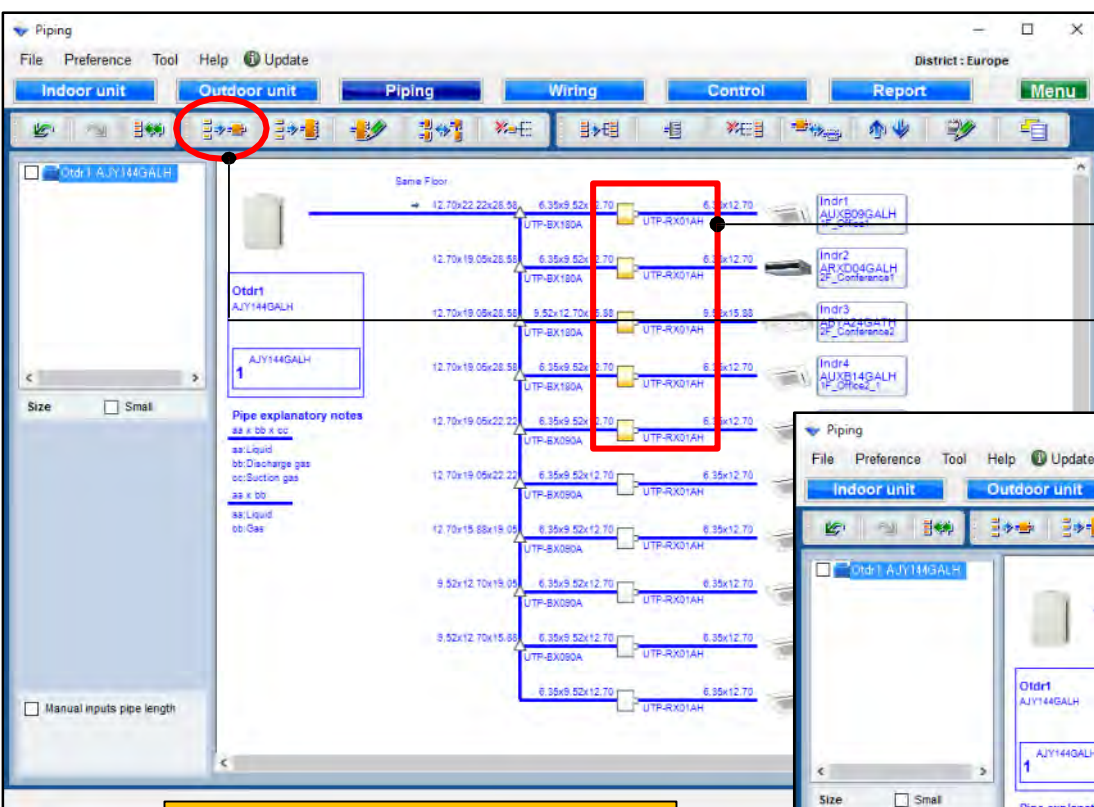 Piping
File Preference Tool Help Update
District : Europe
Indoor unit Outdoor unit Piping Wiring Control Report Menu
Otdr1 AJY144GALH
Size Small
Manual inputs pipe length
Otdr1
AJY144GALH
AJY144GALH
1
Pipe explanatory notes
aa x bb x cc
aa:Liquid
bb:Discharge gas
cc:Suction gas
aa x bb
aa:Liquid
bb:Gas
Same Floor
12.70x22.22x28.58 6.35x9.52x12.70 6.35x12.70
UTP-BX180A UTP-RX01AH
Indr1
AUXB09GALH
1F_Office1
12.70x19.05x28.58 6.35x9.52x12.70 6.35x12.70
UTP-BX180A UTP-RX01AH
Indr2
ARXD04GALH
2F_Conference1
12.70x19.05x28.58 9.52x12.70x15.88 9.52x15.88
UTP-BX180A UTP-RX01AH
Indr3
ABYA24GATH
2F_Conference2
12.70x19.05x28.58 6.35x9.52x12.70 6.35x12.70
UTP-BX180A UTP-RX01AH
Indr4
AUXB14GALH
1F_Office2_1
12.70x19.05x22.22 6.35x9.52x12.70 6.35x12.70
UTP-BX090A UTP-RX01AH
12.70x19.05x22.22 6.35x9.52x12.70 6.35x12.70
UTP-BX090A UTP-RX01AH
12.70x15.88x19.05 6.35x9.52x12.70 6.35x12.70
UTP-BX090A UTP-RX01AH
9.52x12.70x19.05 6.35x9.52x12.70 6.35x12.70
UTP-BX090A UTP-RX01AH
9.52x12.70x15.88 6.35x9.52x12.70 6.35x12.70
UTP-BX090A UTP-RX01AH
6.35x9.52x12.70 6.35x12.70
UTP-RX01AH
Piping
File Preference Tool Help Update
Indoor unit Outdoor unit
Otdr1 AJY144GALH
Otdr1
AJY144GALH
1
Size Small